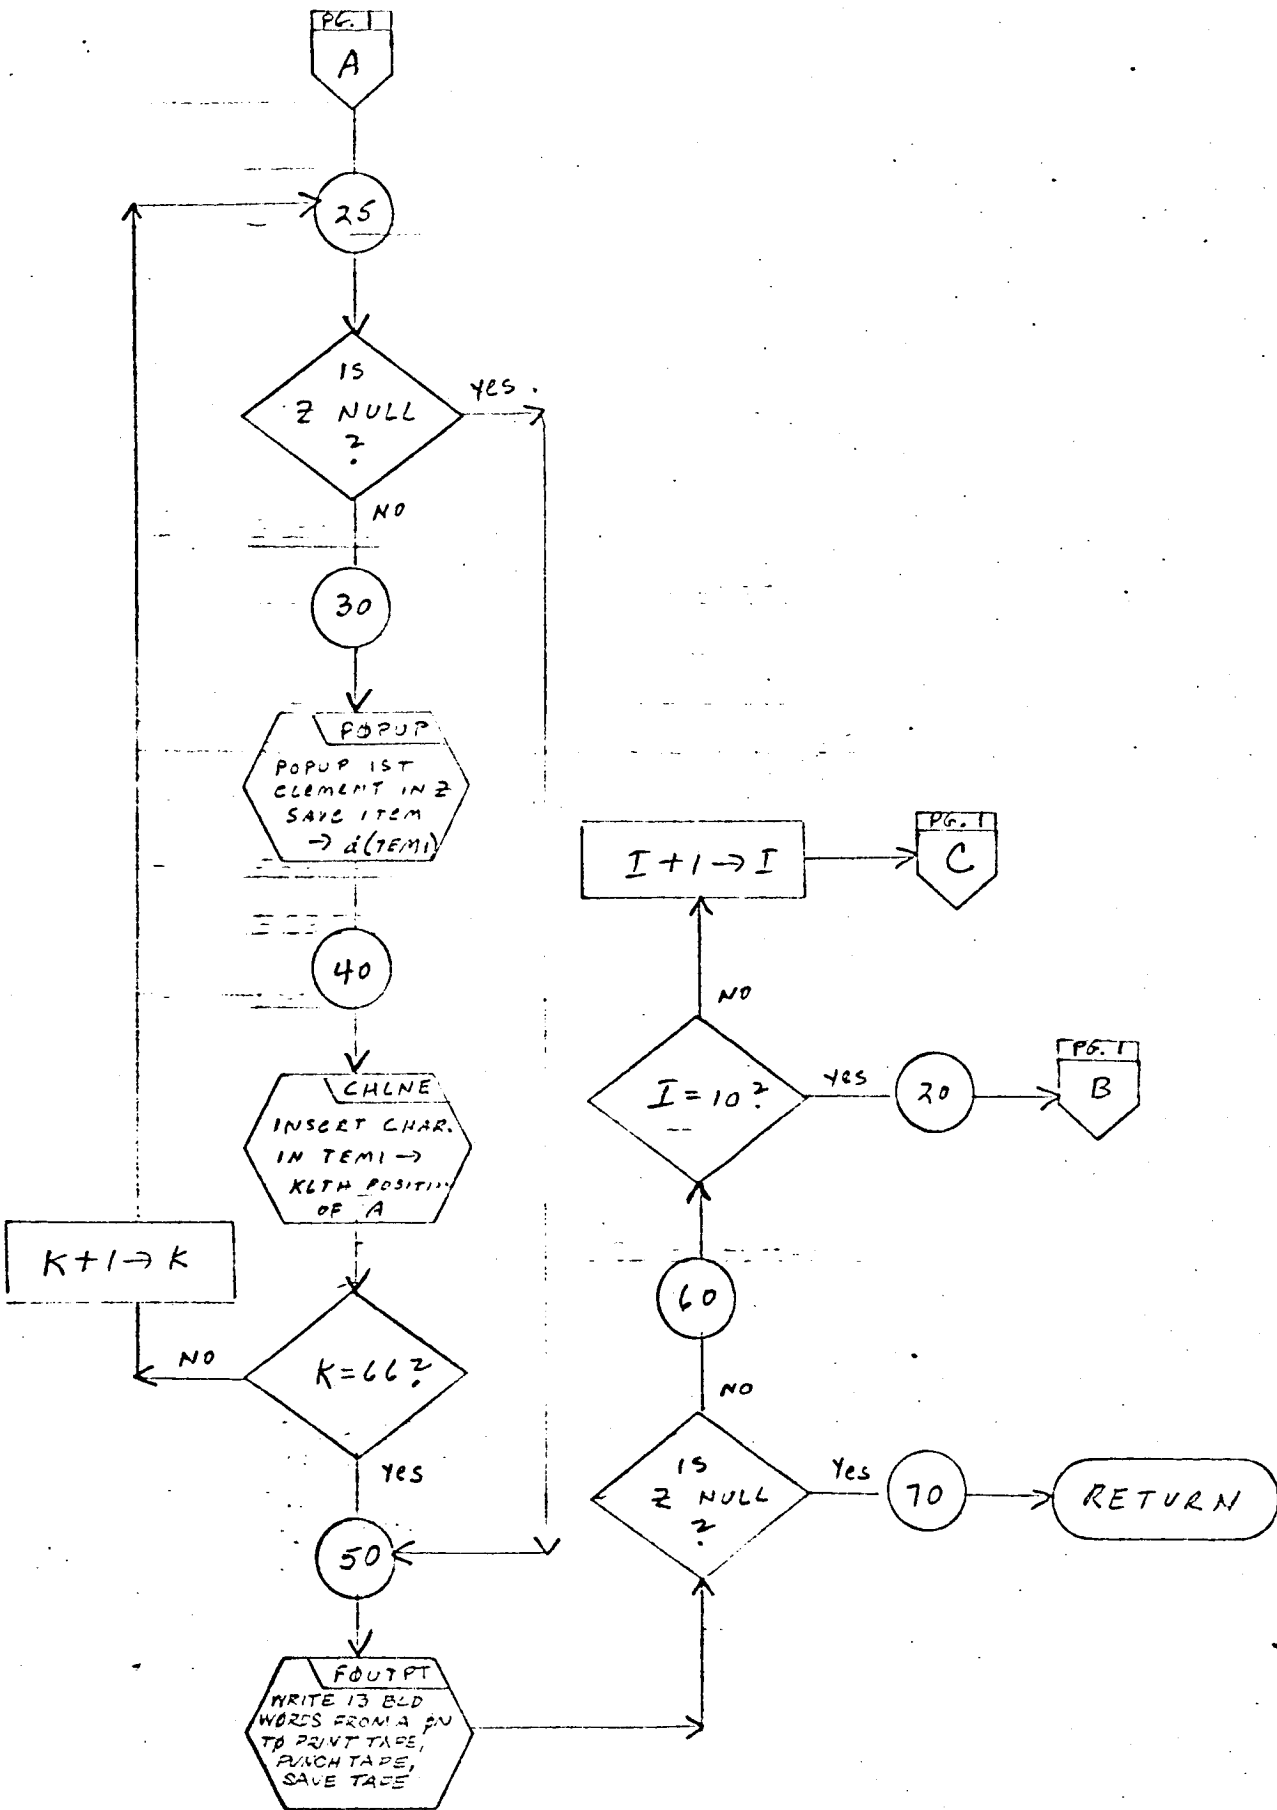 PG. 1
A
25
IS
Z NULL
?
yes.
NO
30
PØPUP
POPUP 1ST
ELEMENT IN Z
SAVE ITEM
→ d(TEM1)
40
CHLNE
INSERT CHAR.
IN TEM1 →
KLTH POSITI
OF A
K+1→K
NO
K=66?
Yes
50
FØUTPT
WRITE 13 BCD
WORDS FROM A ØN
TØ PRINT TAPE,
PUNCH TAPE,
SAVE TAPE
I+1→I
PG. 1
C
NO
I=10?
yes
20
PG. 1
B
60
NO
IS
Z NULL
?
Yes
70
RETURN